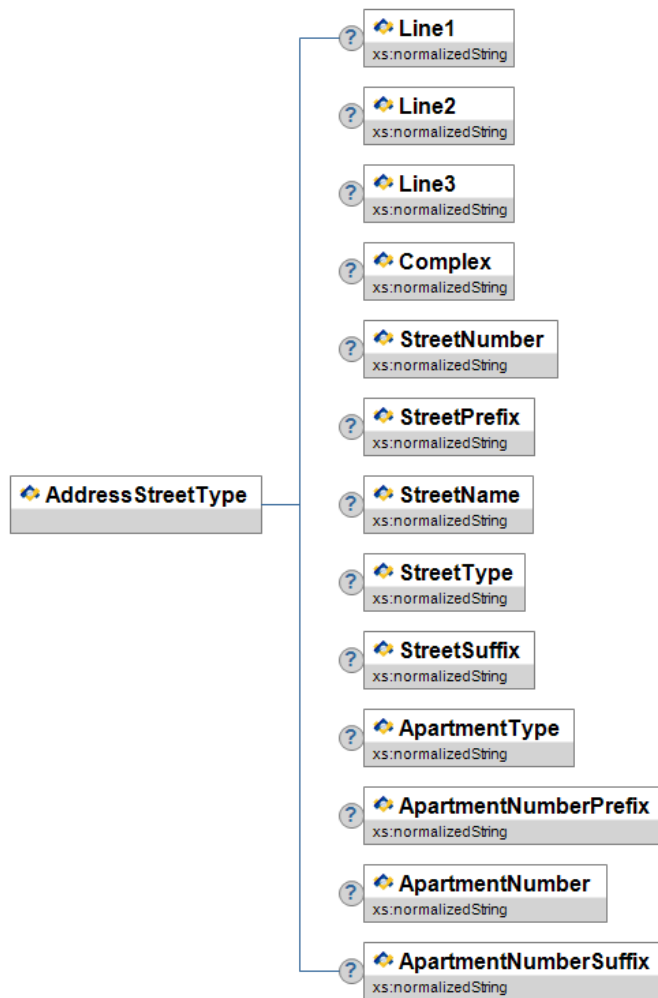 ?
Line1
xs:normalizedString
?
Line2
xs:normalizedString
?
Line3
xs:normalizedString
?
Complex
xs:normalizedString
?
StreetNumber
xs:normalizedString
?
StreetPrefix
xs:normalizedString
AddressStreetType
?
StreetName
xs:normalizedString
?
StreetType
xs:normalizedString
?
StreetSuffix
xs:normalizedString
?
ApartmentType
xs:normalizedString
?
ApartmentNumberPrefix
xs:normalizedString
?
ApartmentNumber
xs:normalizedString
?
ApartmentNumberSuffix
xs:normalizedString